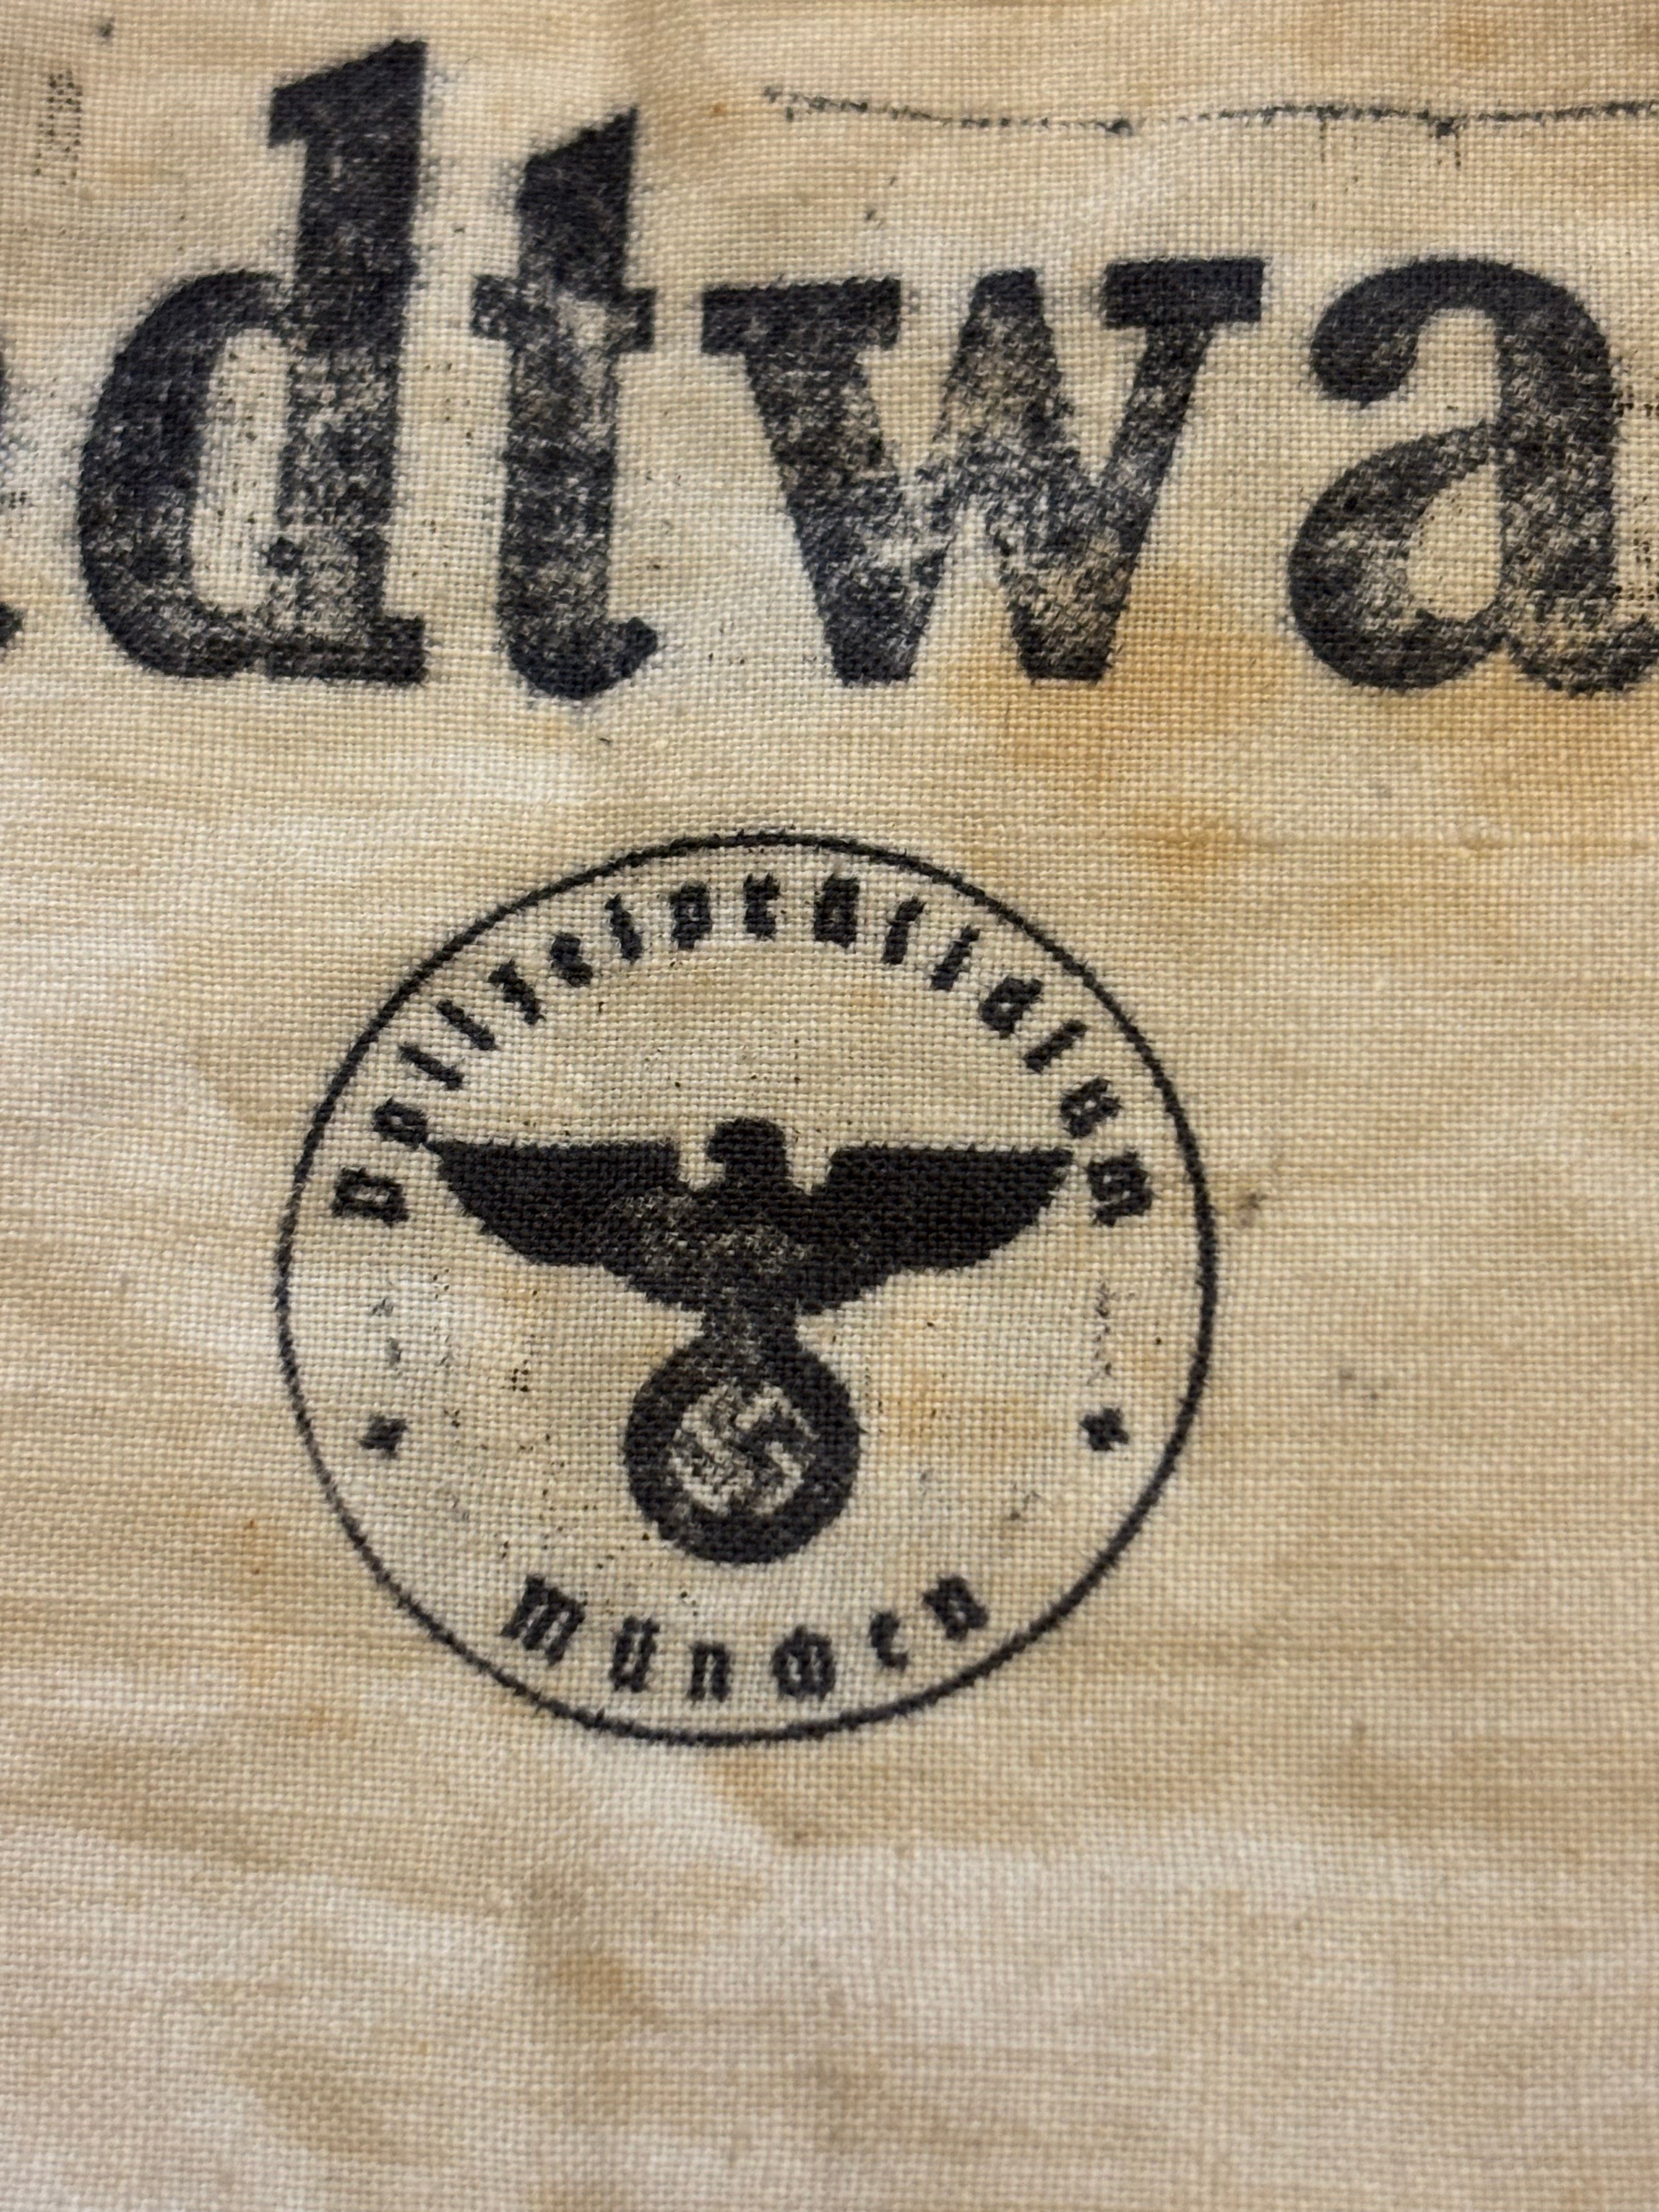 dtwa
Polizeipräsidium
München